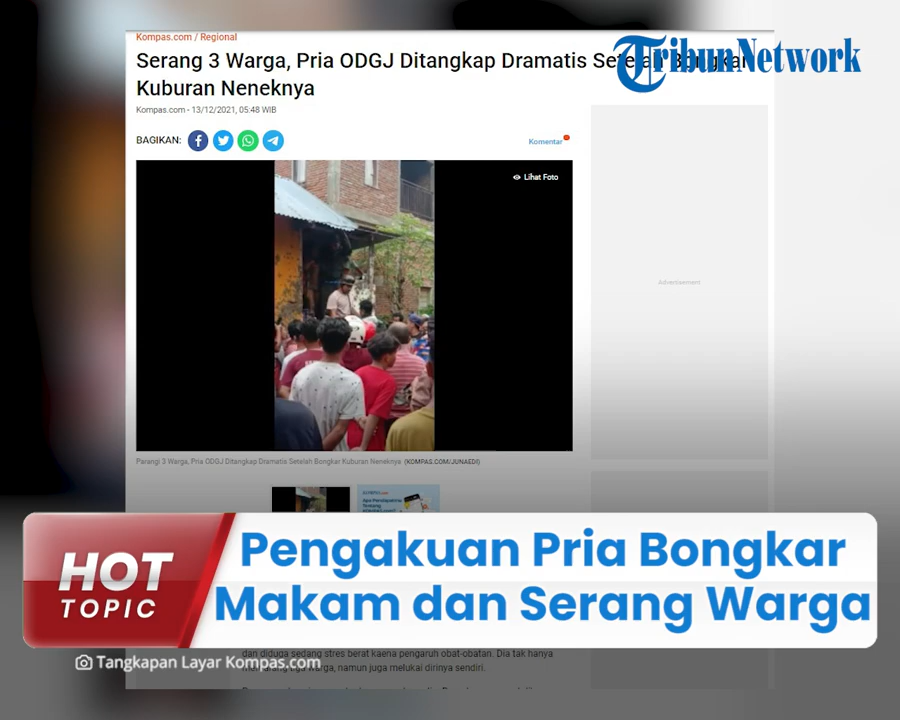 Kompas.com / Regional
Serang 3 Warga, Pria ODGJ Ditangkap Dramatis Setelah Bongkar
Kuburan Neneknya
TribunNetwork
Kompas.com - 13/12/2021, 05:48 WIB
BAGIKAN:
Komentar
Lihat Foto
Advertisement
Parangi 3 Warga, Pria ODGJ Ditangkap Dramatis Setelah Bongkar Kuburan Neneknya (KOMPAS.COM/JUNAEDI)
HOT
TOPIC
Pengakuan Pria Bongkar
Makam dan Serang Warga
dan diduga sedang stres berat kaena pengaruh obat-obatan. Dia tak hanya
menyerang tiga warga, namun juga melukai dirinya sendiri.
Tangkapan Layar Kompas.com